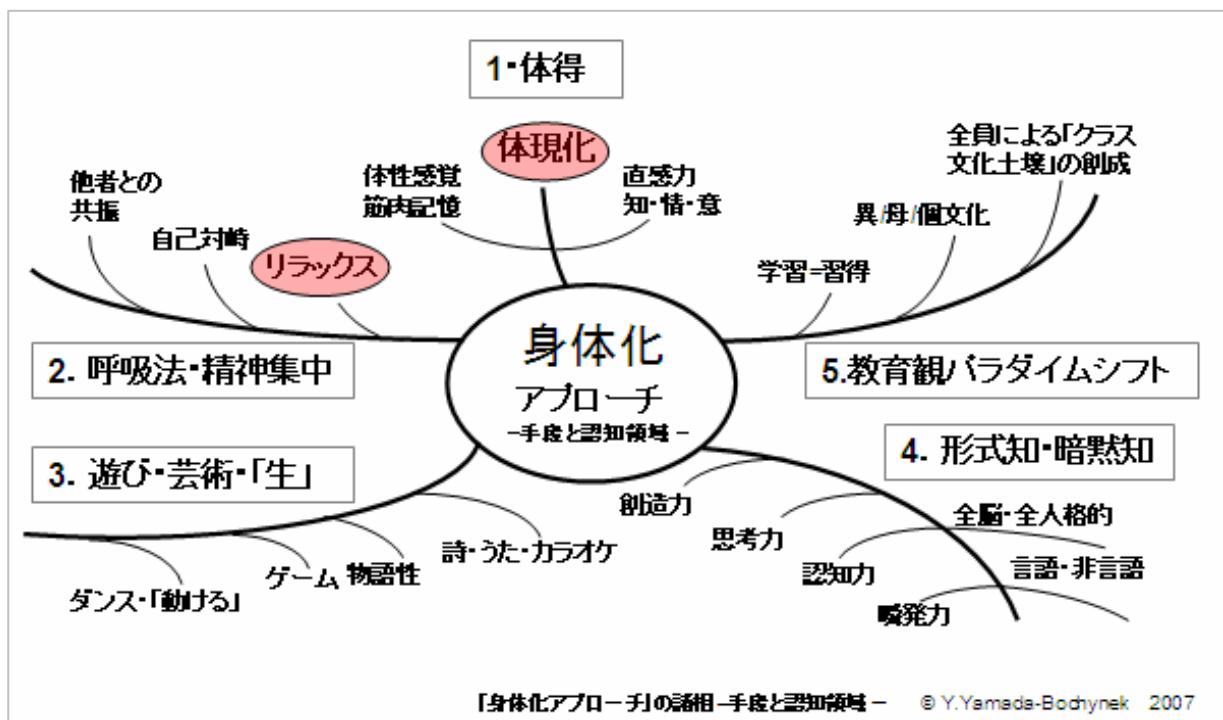 1・体得
体現化
体性感覚
筋肉記憶
直感力
知・情・意
他者との
共振
自己対峙
リラックス
2. 呼吸法・精神集中
3. 遊び・芸術・「生」
ダンス・「動ける」
ゲーム
物語性
詩・うた・カラオケ
身体化
アプローチ
-手度と認知領域-
全員による「クラス
文化土壌」の創成
異/母/個文化
学習=習得
5.教育観パラダイムシフト
4. 形式知・暗黙知
創造力
思考力
認知力
瞬発力
全脳・全人格的
言語・非言語
「身体化アプローチ」の諸相-手度と認知領域- © Y.Yamada-Bochynek 2007